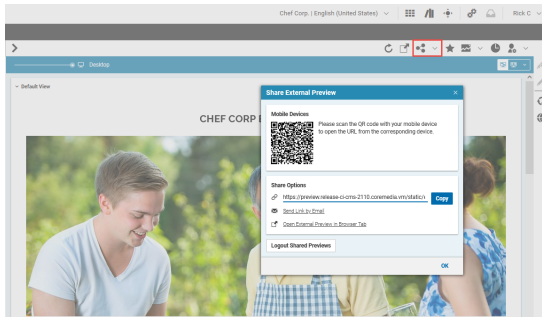 Chef Corp. | English (United States)
Rick C
Desktop
Default View
CHEF CORP
Share External Preview
Mobile Devices
Please scan the QR code with your mobile device
to open the URL from the corresponding device.
Share Options
https://preview.release-ci-cms-2110.coremedia.vm/static/
Copy
Send Link by Email
Open External Preview in Browser Tab
Logout Shared Previews
OK